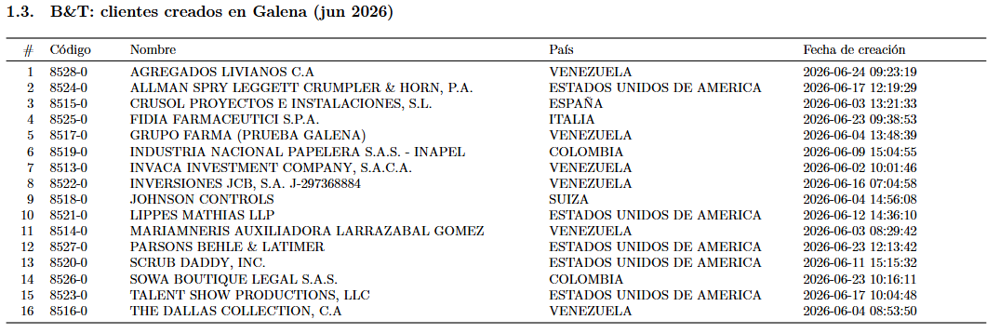 1.3. B&T: clientes creados en Galena (jun 2026)
# Código Nombre País Fecha de creación
1 8528-0 AGREGADOS LIVIANOS C.A VENEZUELA 2026-06-24 09:23:19
2 8524-0 ALLMAN SPRY LEGGETT CRUMPLER & HORN, P.A. ESTADOS UNIDOS DE AMERICA 2026-06-17 12:19:29
3 8515-0 CRUSOL PROYECTOS E INSTALACIONES, S.L. ESPAÑA 2026-06-03 13:21:33
4 8525-0 FIDIA FARMACEUTICI S.P.A. ITALIA 2026-06-23 09:38:53
5 8517-0 GRUPO FARMA (PRUEBA GALENA) VENEZUELA 2026-06-04 13:48:39
6 8519-0 INDUSTRIA NACIONAL PAPELERA S.A.S. - INAPEL COLOMBIA 2026-06-09 15:04:55
7 8513-0 INVACA INVESTMENT COMPANY, S.A.C.A. VENEZUELA 2026-06-02 10:01:46
8 8522-0 INVERSIONES JCB, S.A. J-297368884 VENEZUELA 2026-06-16 07:04:58
9 8518-0 JOHNSON CONTROLS SUIZA 2026-06-04 14:56:08
10 8521-0 LIPPES MATHIAS LLP ESTADOS UNIDOS DE AMERICA 2026-06-12 14:36:10
11 8514-0 MARIAMNERIS AUXILIADORA LARRAZABAL GOMEZ VENEZUELA 2026-06-03 08:29:42
12 8527-0 PARSONS BEHLE & LATIMER ESTADOS UNIDOS DE AMERICA 2026-06-23 12:13:42
13 8520-0 SCRUB DADDY, INC. ESTADOS UNIDOS DE AMERICA 2026-06-11 15:15:32
14 8526-0 SOWA BOUTIQUE LEGAL S.A.S. COLOMBIA 2026-06-23 10:16:11
15 8523-0 TALENT SHOW PRODUCTIONS, LLC ESTADOS UNIDOS DE AMERICA 2026-06-17 10:04:48
16 8516-0 THE DALLAS COLLECTION, C.A VENEZUELA 2026-06-04 08:53:50